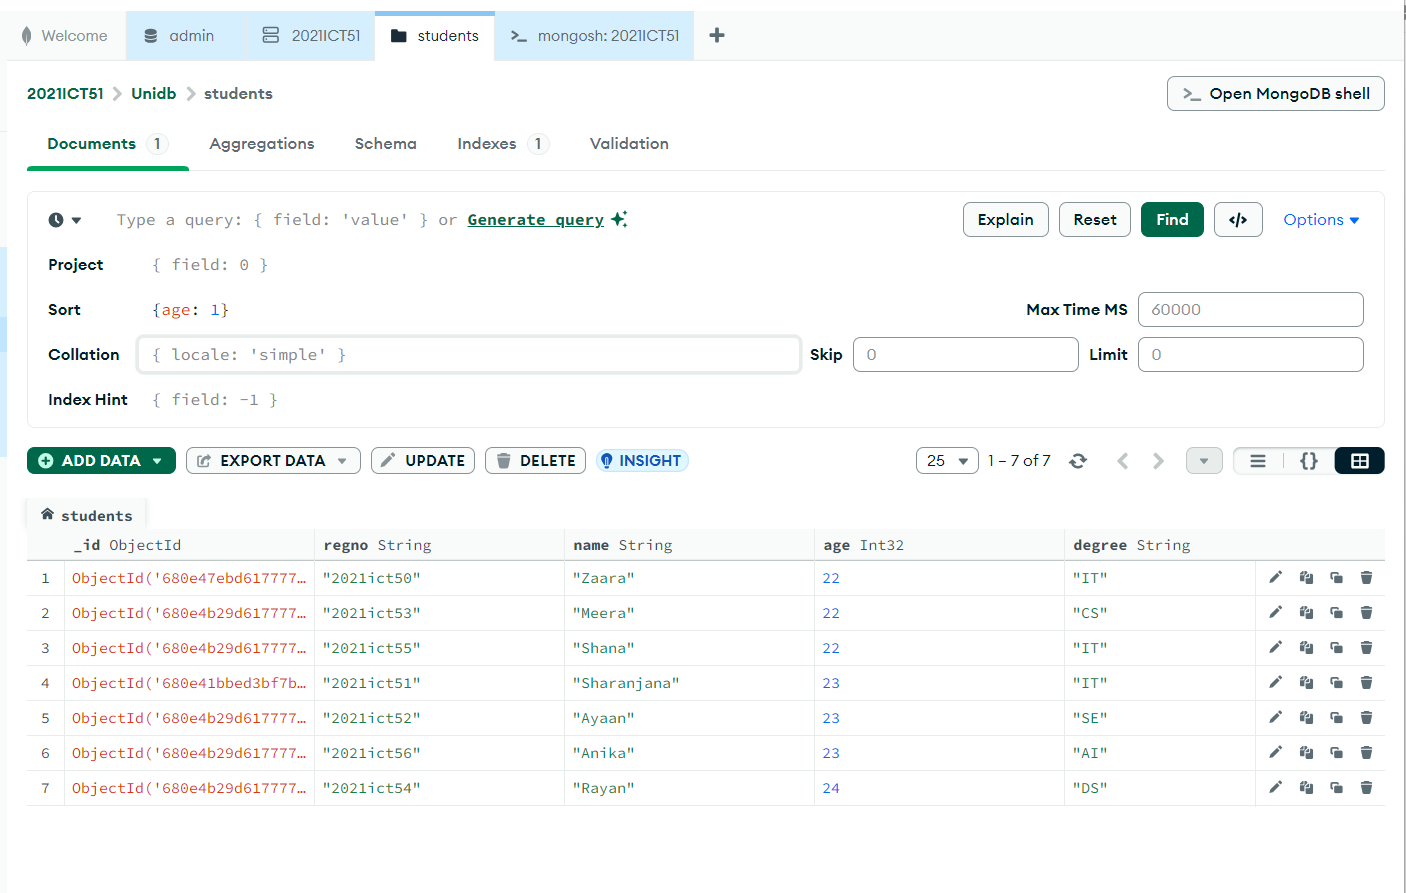 Welcome admin 2021ICT51 students >_ mongosh: 2021ICT51 +
2021ICT51 > Unidb > students >_ Open MongoDB shell
Documents 1 Aggregations Schema Indexes 1 Validation
Type a query: { field: 'value' } or Generate query Explain Reset Find </> Options
Project { field: 0 }
Sort {age: 1} Max Time MS 60000
Collation { locale: 'simple' } Skip 0 Limit 0
Index Hint { field: -1 }
ADD DATA EXPORT DATA UPDATE DELETE INSIGHT 25 1 – 7 of 7 {}
students
_id ObjectId regno String name String age Int32 degree String
1 ObjectId('680e47ebd617777… "2021ict50" "Zaara" 22 "IT"
2 ObjectId('680e4b29d617777… "2021ict53" "Meera" 22 "CS"
3 ObjectId('680e4b29d617777… "2021ict55" "Shana" 22 "IT"
4 ObjectId('680e41bbed3bf7b… "2021ict51" "Sharanjana" 23 "IT"
5 ObjectId('680e4b29d617777… "2021ict52" "Ayaan" 23 "SE"
6 ObjectId('680e4b29d617777… "2021ict56" "Anika" 23 "AI"
7 ObjectId('680e4b29d617777… "2021ict54" "Rayan" 24 "DS"